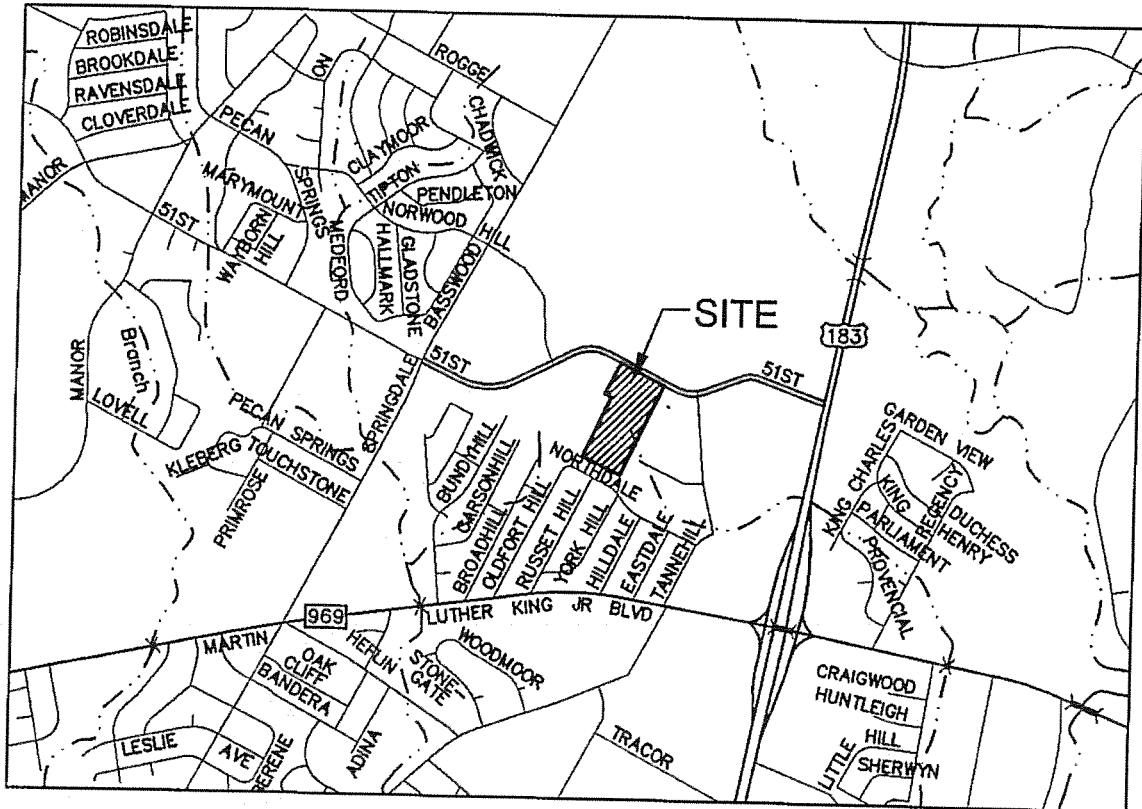 ROBINSDALE
BROOKDALE
RAVENSDALE
CLOVERDALE
MANOR
PECAN
SPRINGS
ON
ROGGE
CHADWICK
CLAYMOOR
TIPTON
PENDLETON
NORWOOD
HILL
MARYMOUNT
51ST
WAYBORN
HILL
MEDFORD
HALLMARK
GLADSTONE
BASSWOOD
SITE
183
51ST
51ST
MANOR
Branch
LOVELL
SPRINGDALE
PECAN SPRINGS
KLEBERG
TOUCHSTONE
PRIMROSE
BUNDYHILL
CARSONHILL
BROADHILL
OLDFORT HILL
RUSSET HILL
YORK HILL
HILLDALE
EASTDALE
TANNEHILL
NORTHDALE
GARDEN VIEW
KING CHARLES
KING
HENRY
REGENCY
DUCHESS
PARLIAMENT
PROVENCIAL
969
MARTIN
LUTHER KING JR BLVD
HEFLIN
OAK
CLIFF
BANDERA
STONE-
GATE
WOODMOOR
ADINA
LESLIE
AVE
BERENE
TRACOR
CRAIGWOOD
HUNTLEIGH
LITTLE
HILL
SHERWYN